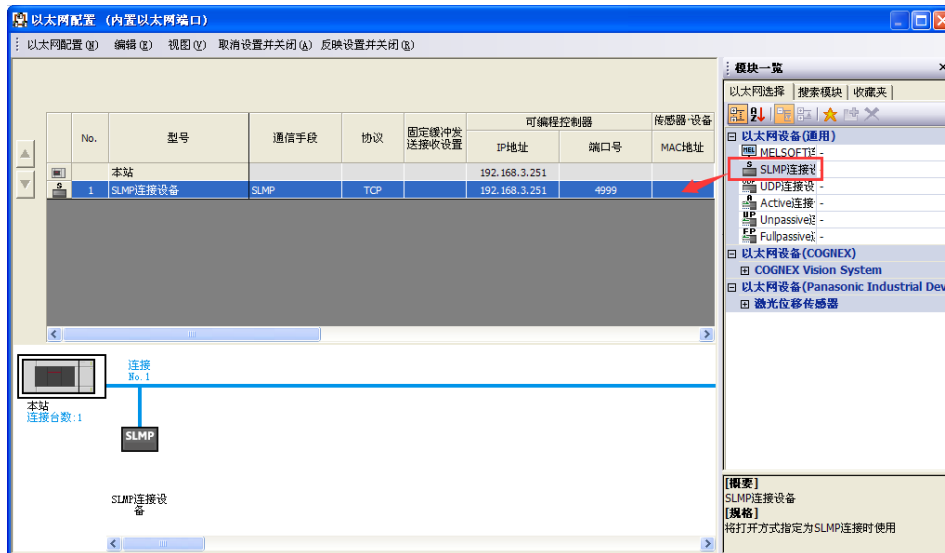 以太网配置 (内置以太网端口)
以太网配置(N) 编辑(E) 视图(V) 取消设置并关闭(A) 反映设置并关闭(R)
模块一览
以太网选择 搜索模块 收藏夹
No. 型号 通信手段 协议 固定缓冲发送接收设置 可编程控制器 传感器·设备
IP地址 端口号 MAC地址
本站 192.168.3.251
1 SLMP连接设备 SLMP TCP 192.168.3.251 4999
以太网设备(通用)
MELSOFT连 -
SLMP连接设
UDP连接设 -
Active连接 -
Unpassive连 -
Fullpassive连 -
以太网设备(COGNEX)
COGNEX Vision System
以太网设备(Panasonic Industrial Dev
激光位移传感器
连接
No.1
本站
连接台数:1
SLMP
SLMP连接设
备
[概要]
SLMP连接设备
[规格]
将打开方式指定为SLMP连接时使用